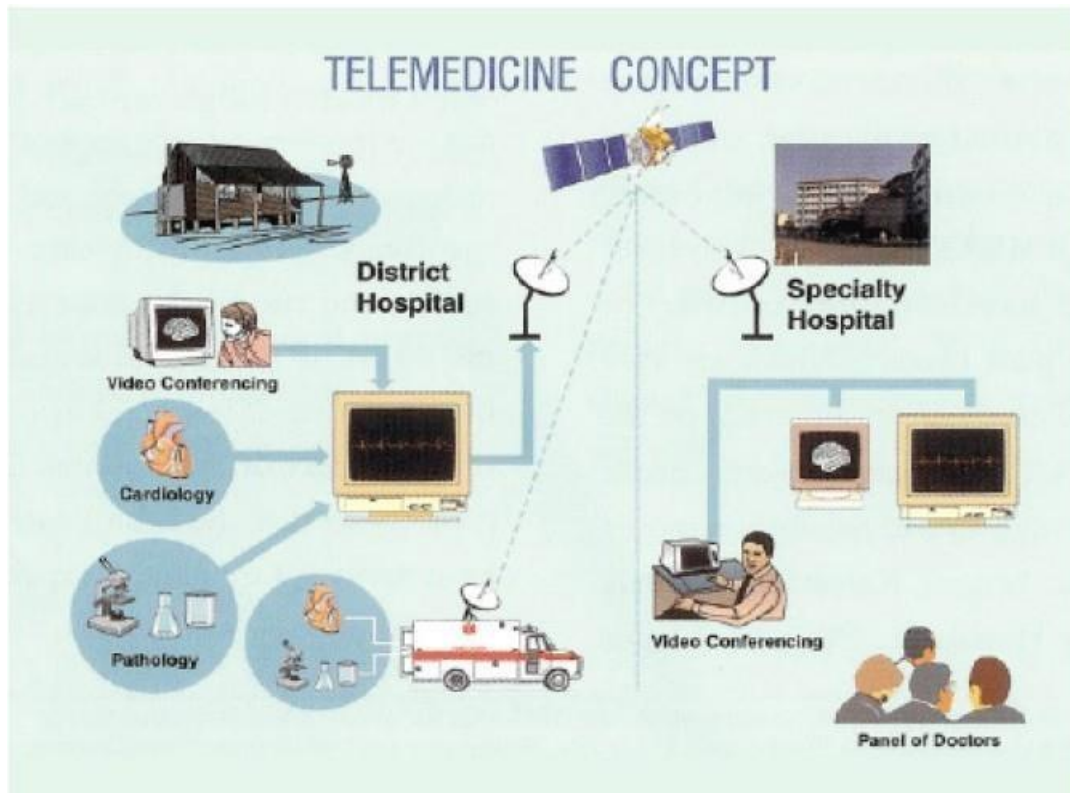 TELEMEDICINE CONCEPT
District
Hospital
Specialty
Hospital
Video Conferencing
Cardiology
Pathology
Video Conferencing
Panel of Doctors